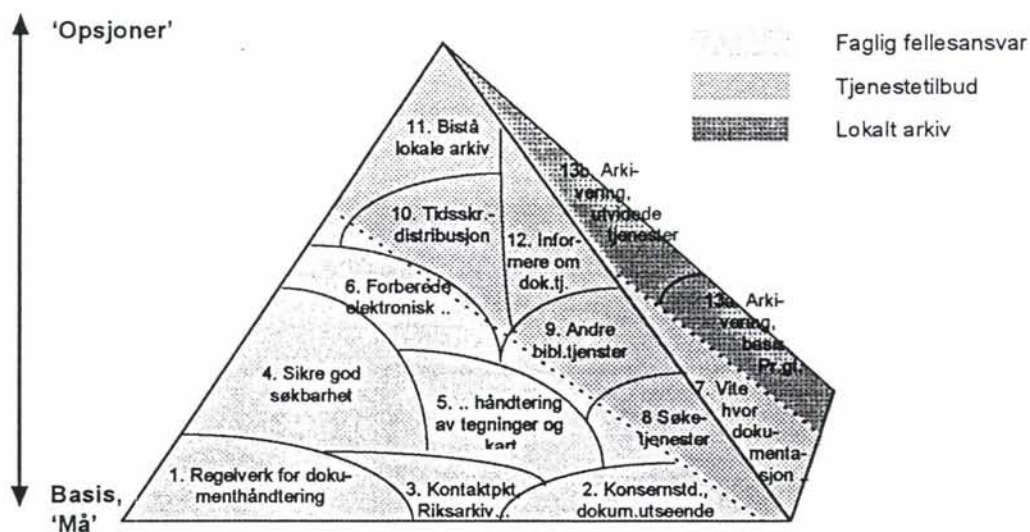 'Opsjoner'
Faglig fellesansvar
Tjenestetilbud
Lokalt arkiv
11. Bistå
lokale arkiv
13b. Arki-
vering,
utvidede
tjenester
10. Tidsskr.-
distribusjon
12. Infor-
mere om
dok.tj.
6. Forberede
elektronisk ..
13a. Arki-
vering,
basis
Pr.gl.
9. Andre
bibl.tjenster
4. Sikre god
søkbarhet
7. Vite
hvor
doku-
menta-
sjon ..
5. .. håndtering
av tegninger og
kart
8 Søke-
tjenester
1. Regelverk for doku-
menthåndtering
3. Kontaktpkt,
Riksarkiv ..
2. Konsernstd.,
dokum.utseende
Basis,
'Må'